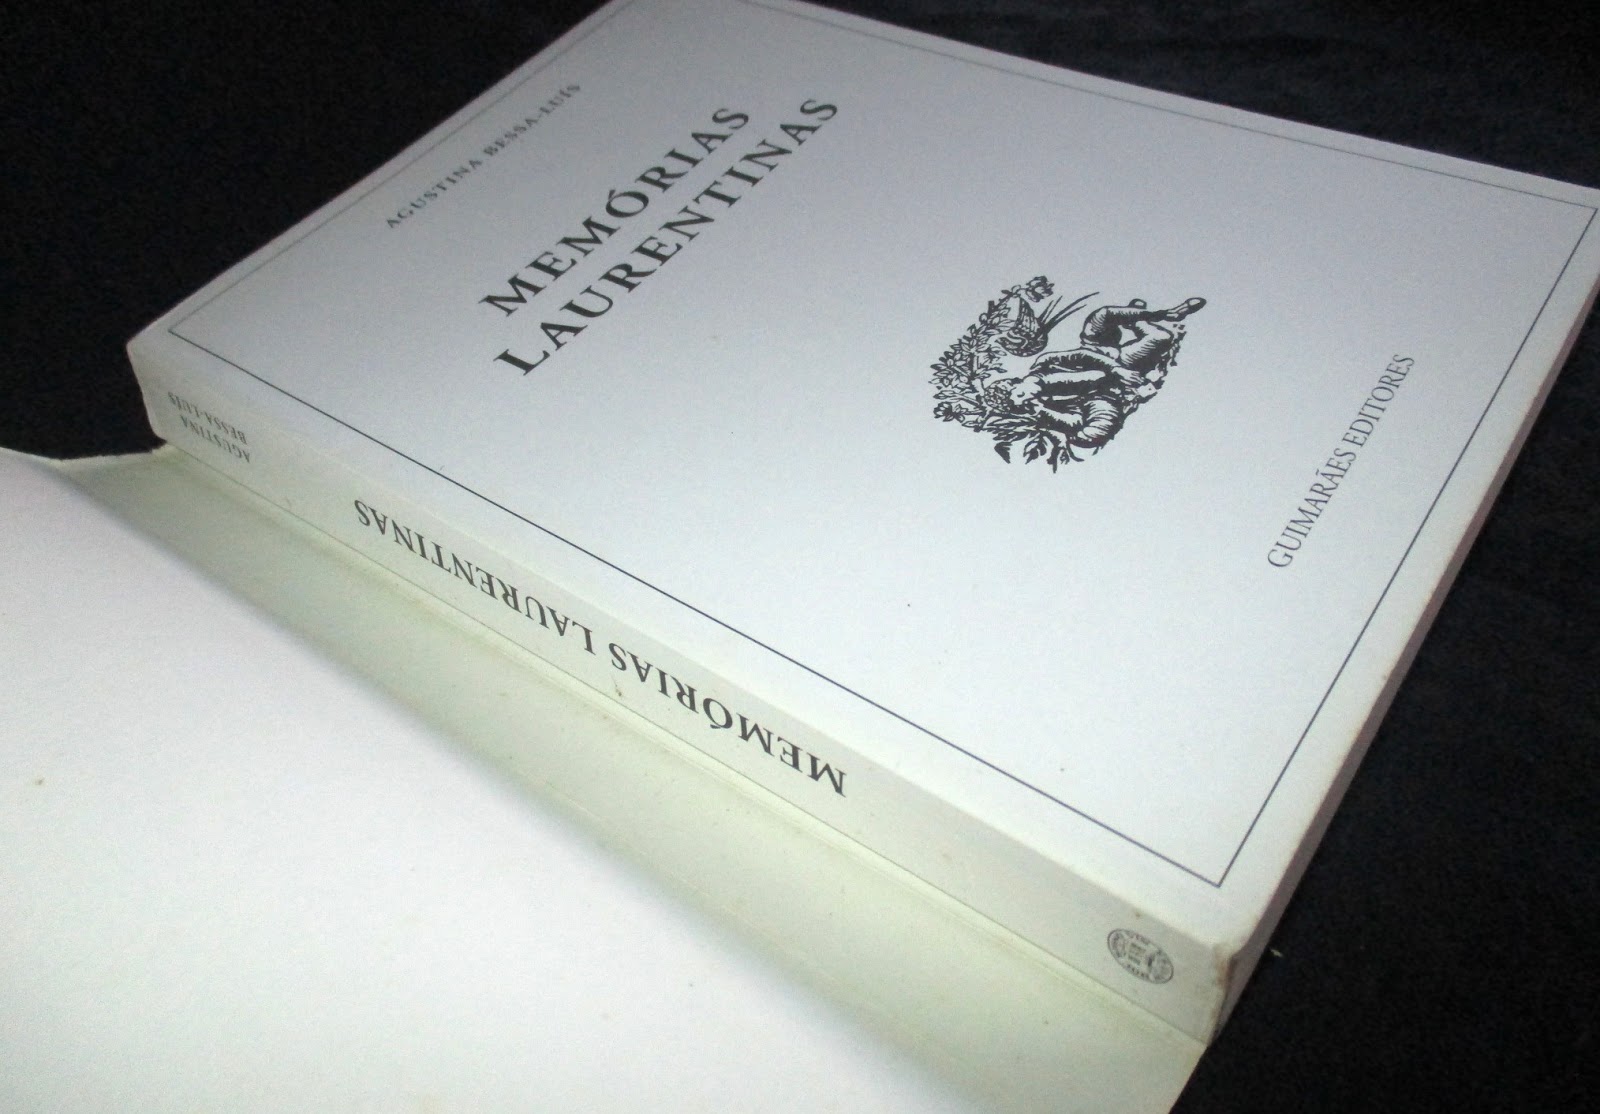 AGUSTINA BESSA-LUÍS
MEMÓRIAS
LAURENTINAS
GUIMARÃES EDITORES
AGUSTINA
BESSA-LUÍS
MEMÓRIAS LAURENTINAS